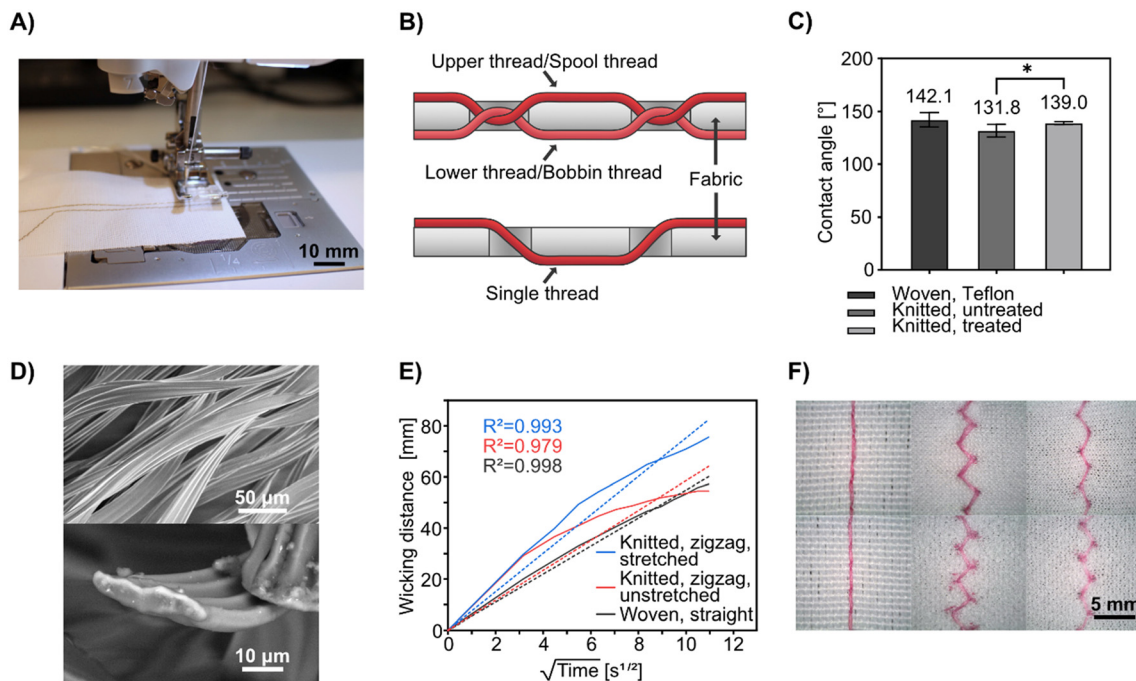 A)
10 mm
B)
Upper thread/Spool thread
Lower thread/Bobbin thread
Fabric
Single thread
C)
Contact angle [°]
200
150
100
50
0
142.1
131.8
139.0
*
Woven, Teflon
Knitted, untreated
Knitted, treated
D)
50 µm
10 µm
E)
Wicking distance [mm]
80
60
40
20
0
R²=0.993
R²=0.979
R²=0.998
Knitted, zigzag,
stretched
Knitted, zigzag,
unstretched
Woven, straight
0 2 4 6 8 10 12
√Time [s¹ᐟ²]
F)
5 mm